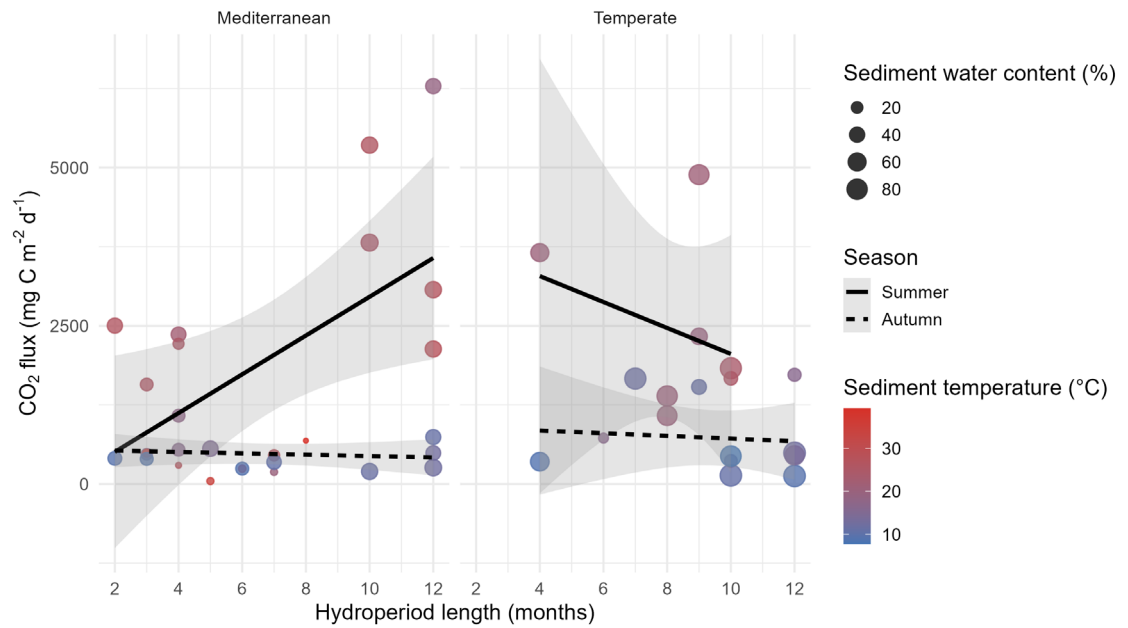 Mediterranean
Temperate
CO₂ flux (mg C m⁻² d⁻¹)
5000
2500
0
2 4 6 8 10 12
2 4 6 8 10 12
Hydroperiod length (months)
Sediment water content (%)
20
40
60
80
Season
Summer
Autumn
Sediment temperature (°C)
30
20
10